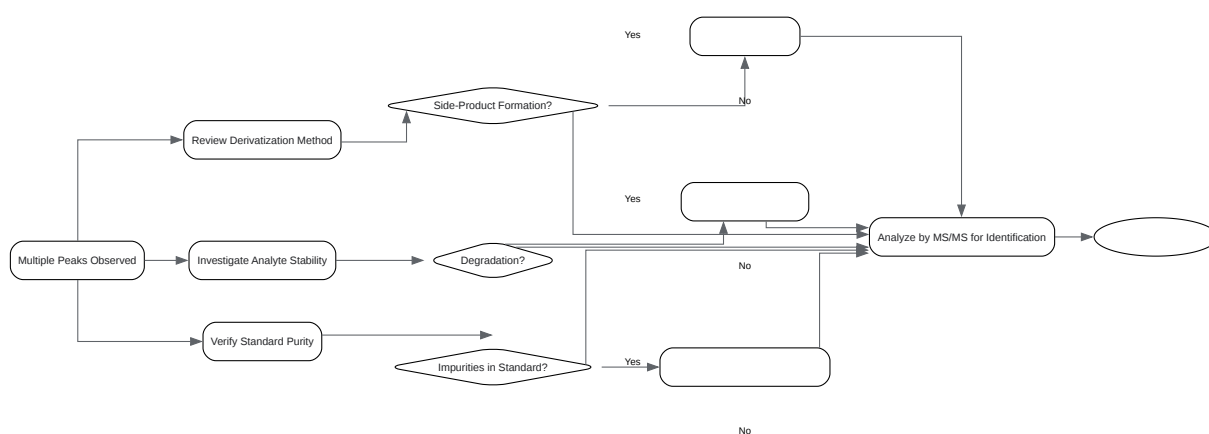 Yes
No
Side-Product Formation?
Review Derivatization Method
Yes
Multiple Peaks Observed
Investigate Analyte Stability
Degradation?
No
Analyze by MS/MS for Identification
Verify Standard Purity
Impurities in Standard?
Yes
No